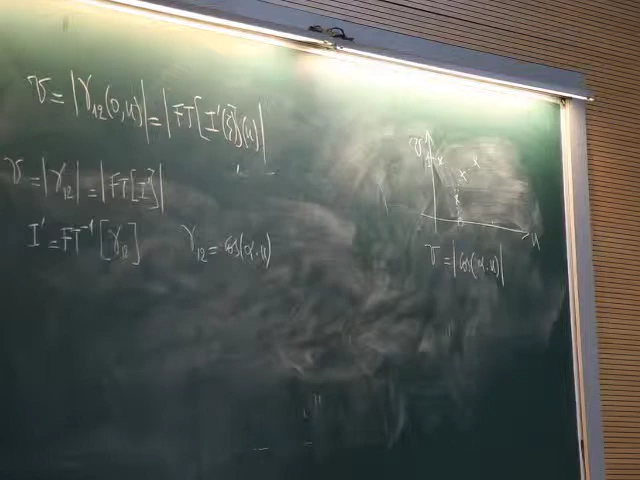 V = |γ₁₂(0,u)| = |FT[I'(ξ)](u)|
V = |γ₁₂| = |FT[I']|
I' = FT⁻¹[γ₁₂] γ₁₂ = cos(α.u)
V
u
V = |cos(α.u)|